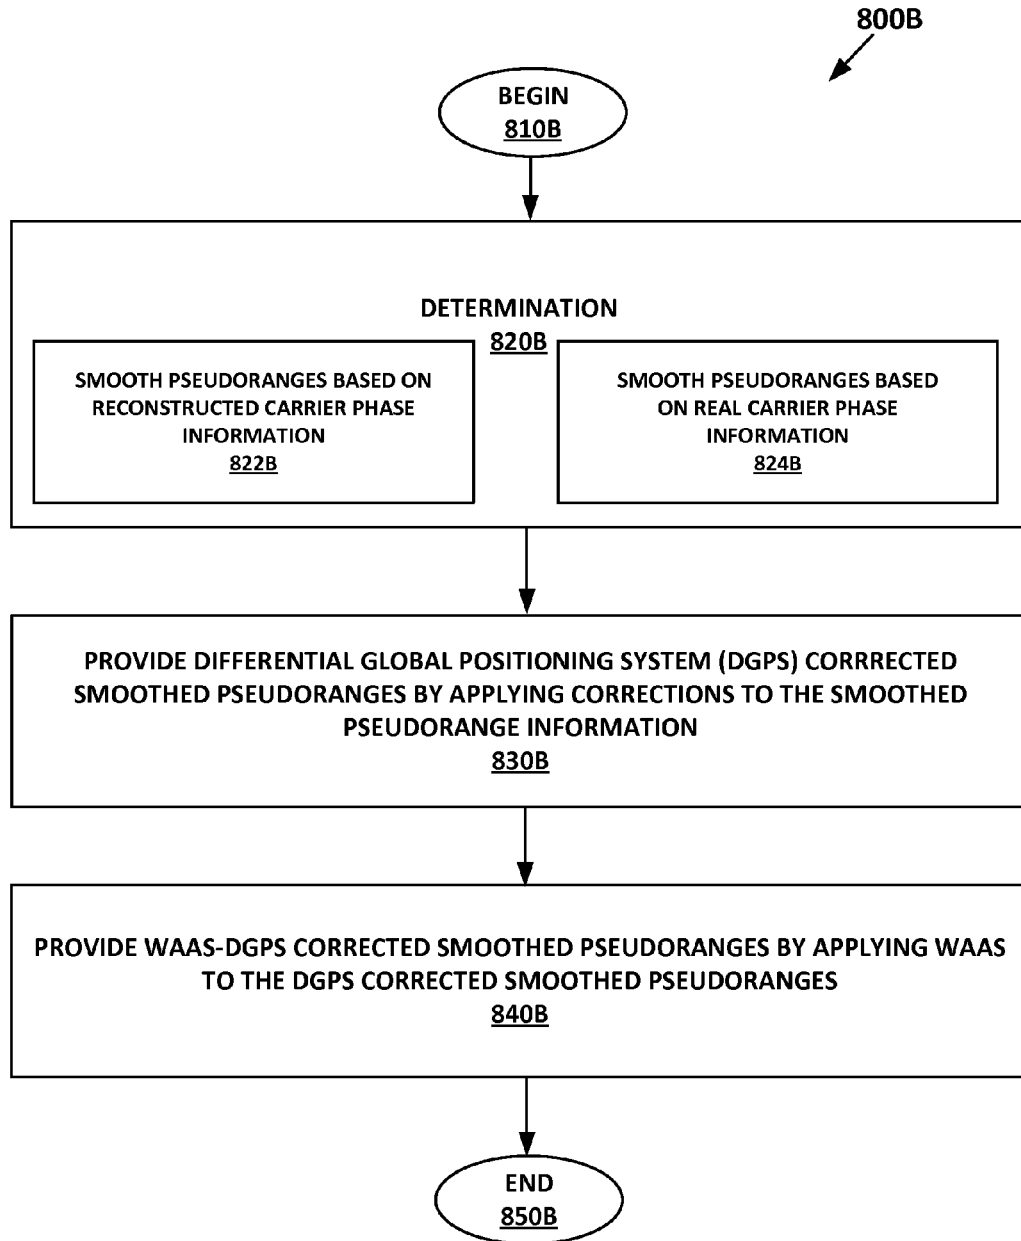 800B
BEGIN
810B
DETERMINATION
820B
SMOOTH PSEUDORANGES BASED ON
RECONSTRUCTED CARRIER PHASE
INFORMATION
822B
SMOOTH PSEUDORANGES BASED
ON REAL CARRIER PHASE
INFORMATION
824B
PROVIDE DIFFERENTIAL GLOBAL POSITIONING SYSTEM (DGPS) CORRRECTED
SMOOTHED PSEUDORANGES BY APPLYING CORRECTIONS TO THE SMOOTHED
PSEUDORANGE INFORMATION
830B
PROVIDE WAAS-DGPS CORRECTED SMOOTHED PSEUDORANGES BY APPLYING WAAS
TO THE DGPS CORRECTED SMOOTHED PSEUDORANGES
840B
END
850B